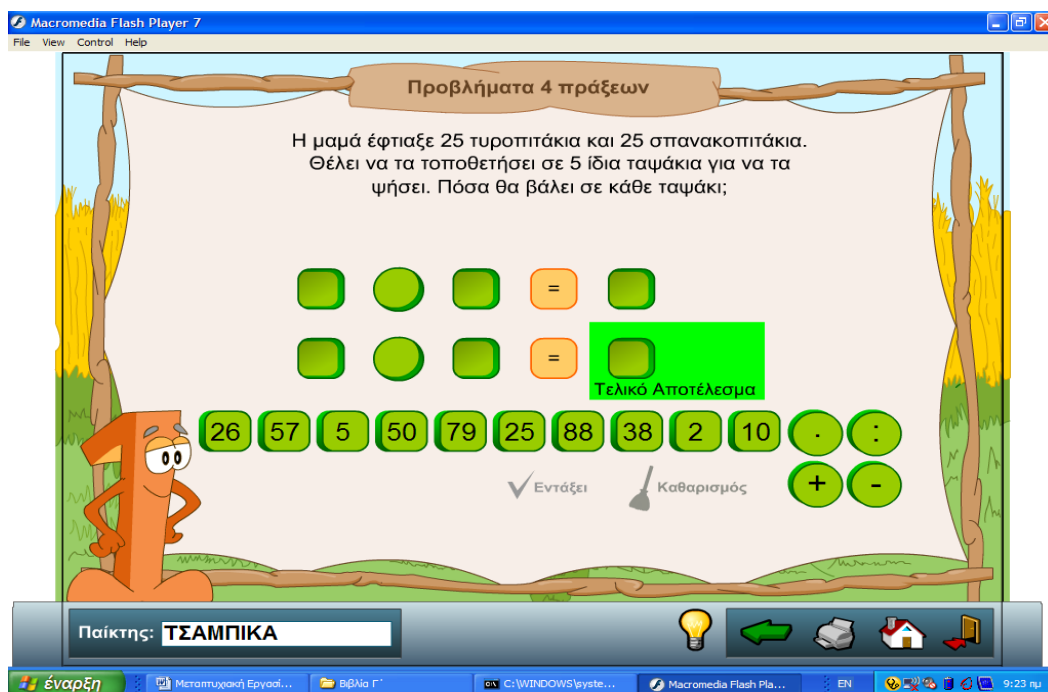 Macromedia Flash Player 7
File View Control Help
Προβλήματα 4 πράξεων
Η μαμά έφτιαξε 25 τυροπιτάκια και 25 σπανακοπιτάκια.
Θέλει να τα τοποθετήσει σε 5 ίδια ταψάκια για να τα
ψήσει. Πόσα θα βάλει σε κάθε ταψάκι;
=
=
Τελικό Αποτέλεσμα
26 57 5 50 79 25 88 38 2 10 . :
+ -
Εντάξει Καθαρισμός
Παίκτης: ΤΣΑΜΠΙΚΑ
έναρξη Μεταπτυχιακή Εργασί... Βιβλία Γ΄ C:\WINDOWS\syste... Macromedia Flash Pla... EN 9:23 πμ